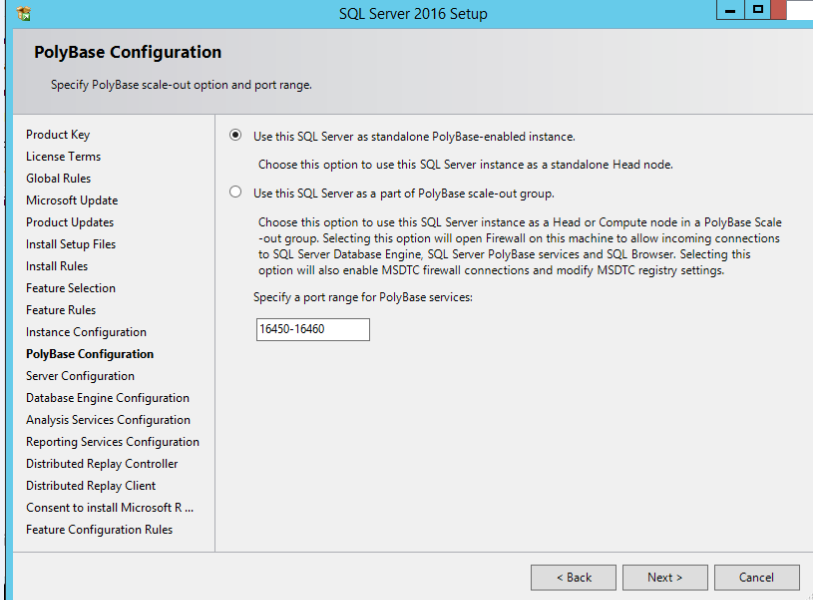 SQL Server 2016 Setup
PolyBase Configuration
Specify PolyBase scale-out option and port range.
Product Key
License Terms
Global Rules
Microsoft Update
Product Updates
Install Setup Files
Install Rules
Feature Selection
Feature Rules
Instance Configuration
PolyBase Configuration
Server Configuration
Database Engine Configuration
Analysis Services Configuration
Reporting Services Configuration
Distributed Replay Controller
Distributed Replay Client
Consent to install Microsoft R ...
Feature Configuration Rules
Use this SQL Server as standalone PolyBase-enabled instance.
Choose this option to use this SQL Server instance as a standalone Head node.
Use this SQL Server as a part of PolyBase scale-out group.
Choose this option to use this SQL Server instance as a Head or Compute node in a PolyBase Scale
-out group. Selecting this option will open Firewall on this machine to allow incoming connections
to SQL Server Database Engine, SQL Server PolyBase services and SQL Browser. Selecting this
option will also enable MSDTC firewall connections and modify MSDTC registry settings.
Specify a port range for PolyBase services:
16450-16460
< Back
Next >
Cancel